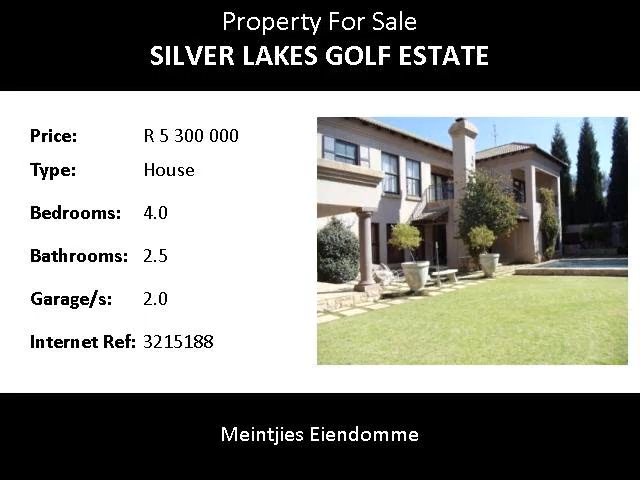 Property For Sale
SILVER LAKES GOLF ESTATE
Price: R 5 300 000
Type: House
Bedrooms: 4.0
Bathrooms: 2.5
Garage/s: 2.0
Internet Ref: 3215188
Meintjies Eiendomme